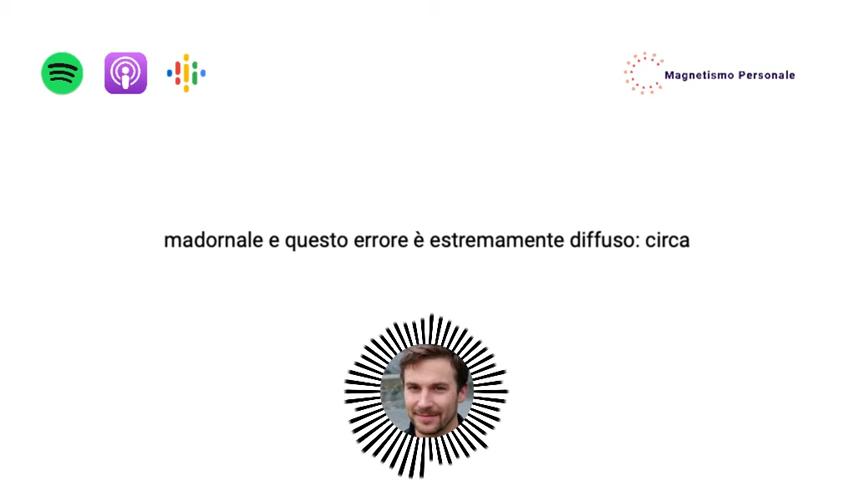 Magnetismo Personale
madornale e questo errore è estremamente diffuso: circa